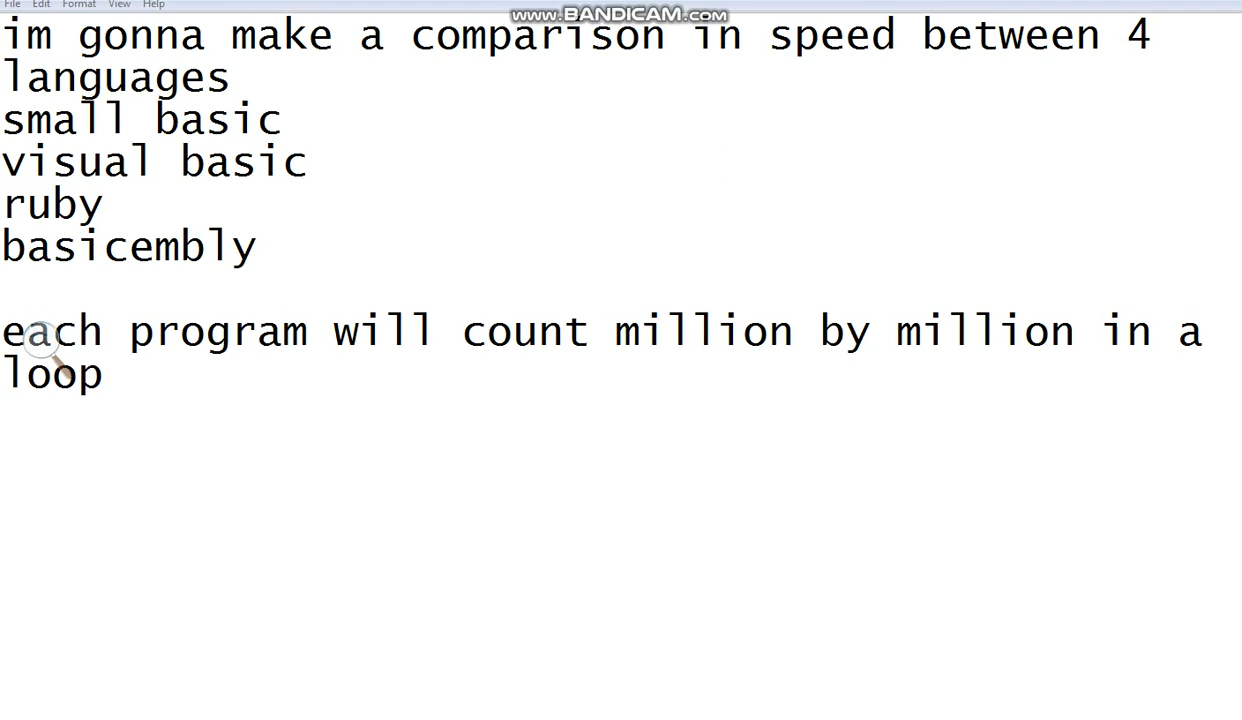 File Edit Format View Help
www.BANDICAM.com
im gonna make a comparison in speed between 4
languages
small basic
visual basic
ruby
basicembly
each program will count million by million in a
loop